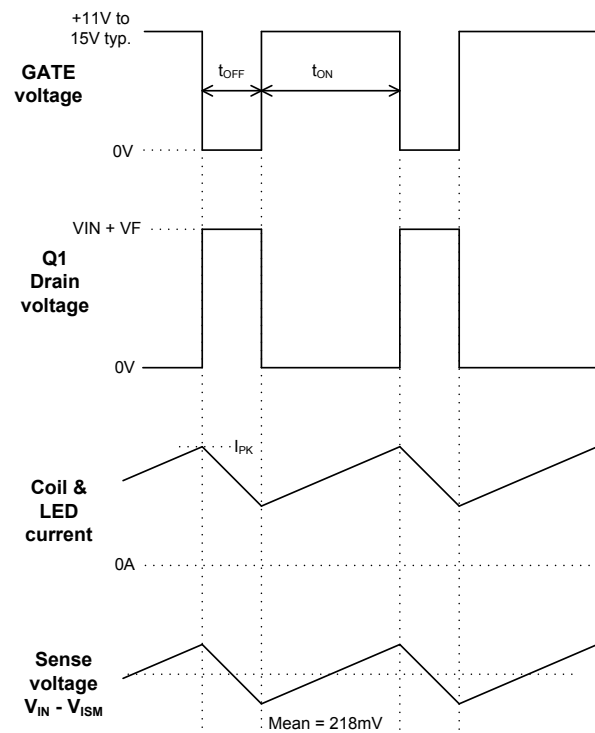 +11V to
15V typ.
GATE
voltage
tOFF
tON
0V
VIN + VF
Q1
Drain
voltage
0V
IPK
Coil &
LED
current
0A
Sense
voltage
VIN - VISM
Mean = 218mV